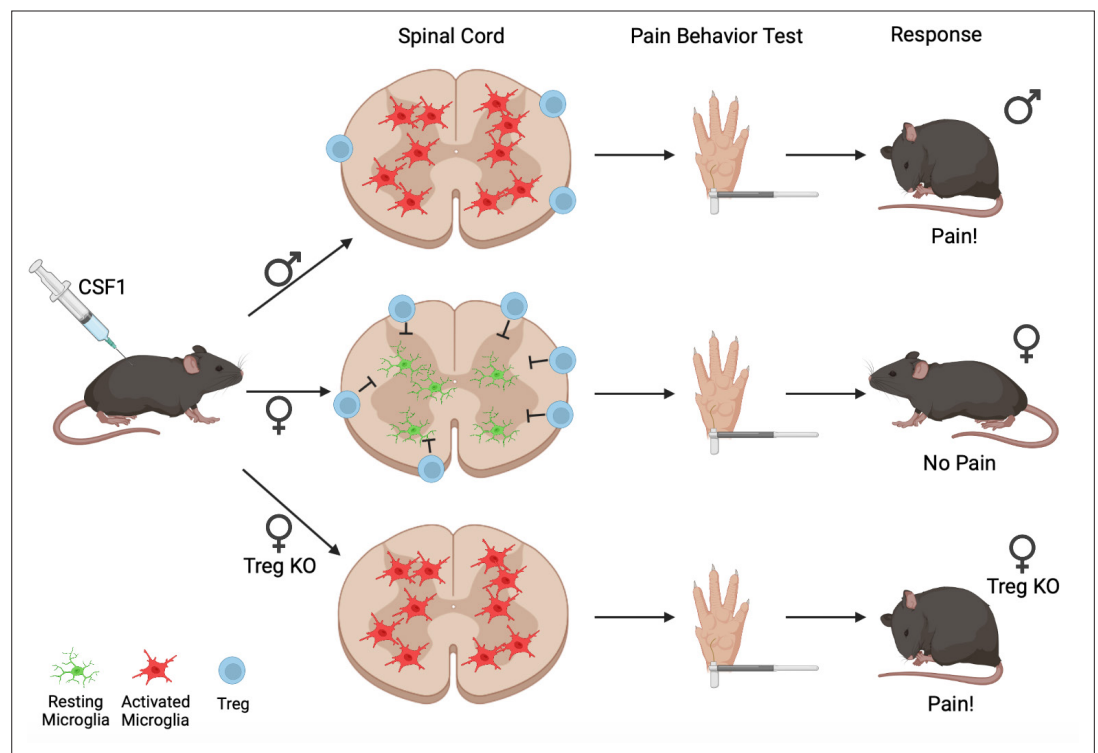 Spinal Cord
Pain Behavior Test
Response
♂
Pain!
CSF1
♂
♀
♀
No Pain
♀
Treg KO
♀
Treg KO
Pain!
Resting
Microglia
Activated
Microglia
Treg